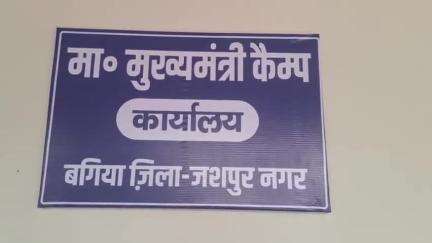 मा० मुख्यमंत्री कैम्प
कार्यालय
बगिया ज़िला-जशपुर नगर